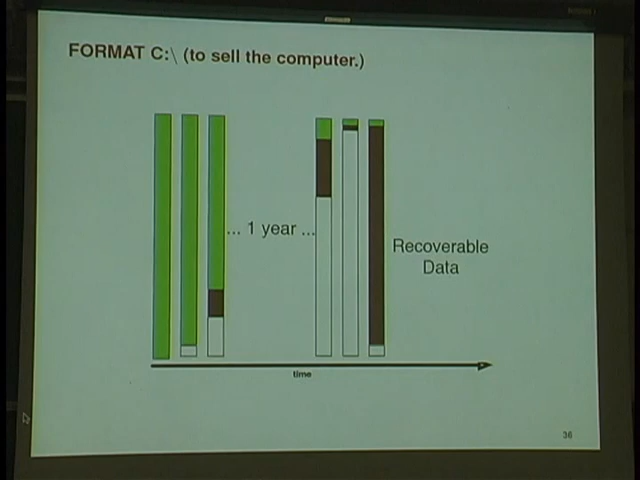 FORMAT C:\ (to sell the computer.)
... 1 year ...
Recoverable
Data
time
36